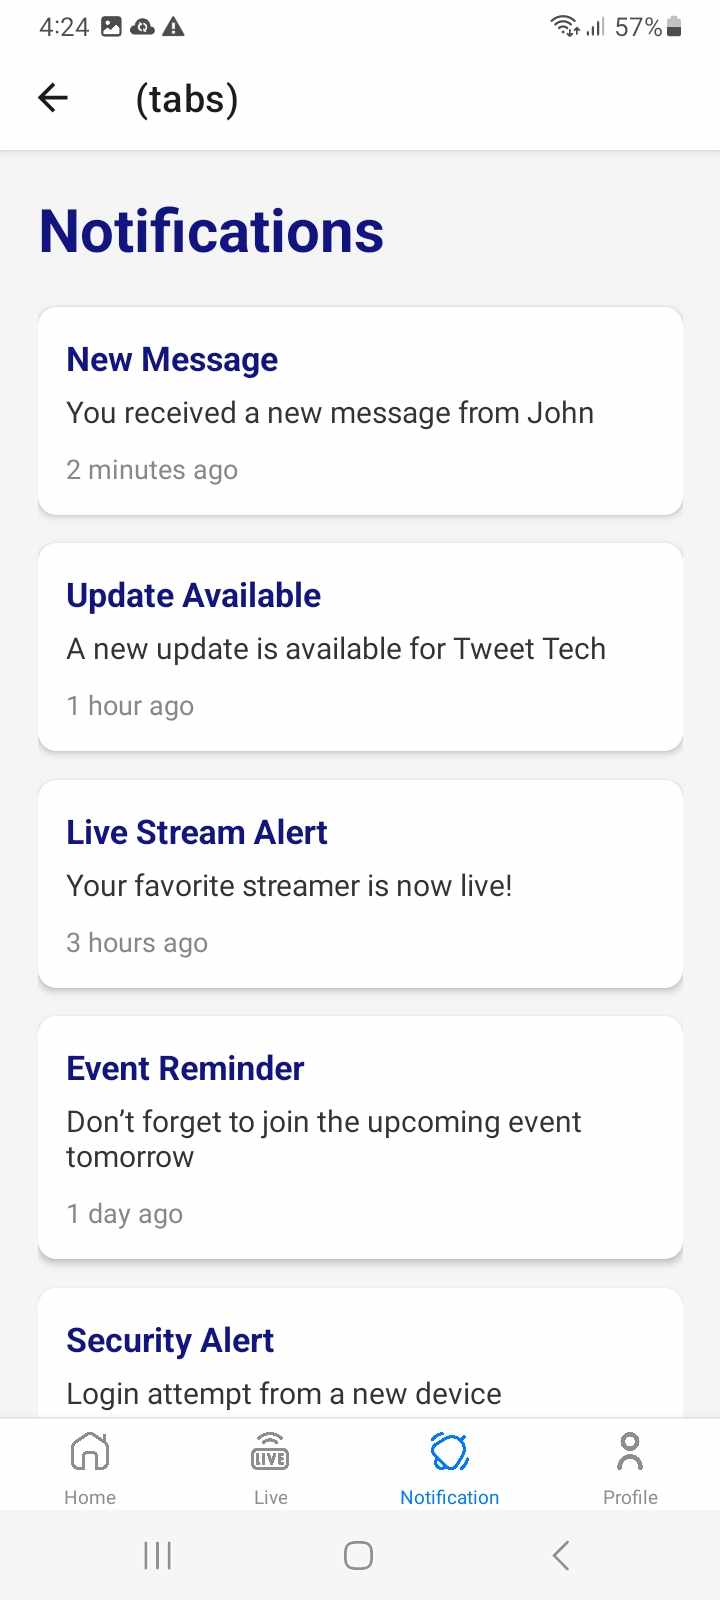 4:24 57%
(tabs)
Notifications
New Message
You received a new message from John
2 minutes ago
Update Available
A new update is available for Tweet Tech
1 hour ago
Live Stream Alert
Your favorite streamer is now live!
3 hours ago
Event Reminder
Don’t forget to join the upcoming event
tomorrow
1 day ago
Security Alert
Login attempt from a new device
LIVE
Home Live Notification Profile